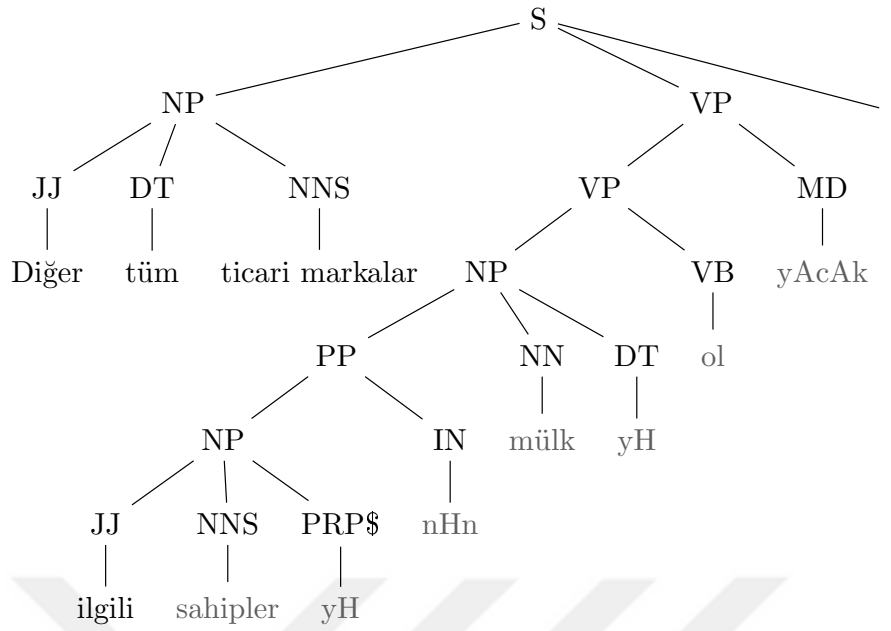 S
NP VP
JJ DT NNS VP MD
Diğer tüm ticari markalar NP VB yAcAk
PP NN DT ol
NP IN mülk yH
JJ NNS PRP$ nHn
ilgili sahipler yH